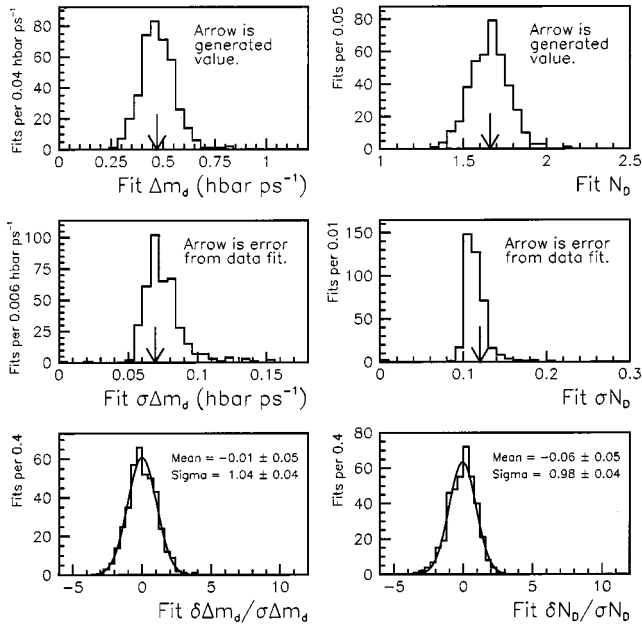 Fits per 0.04 hbar ps⁻¹
80
60
40
20
0
Arrow is
generated
value.
0
0.25
0.5
0.75
1
Fit Δm_d (hbar ps⁻¹)
Fits per 0.05
80
60
40
20
0
Arrow is
generated
value.
1
1.5
2
2.5
Fit N_D
Fits per 0.006 hbar ps⁻¹
100
75
50
25
0
Arrow is error
from data fit.
0
0.05
0.1
0.15
Fit σΔm_d (hbar ps⁻¹)
Fits per 0.01
150
100
50
0
Arrow is error
from data fit.
0
0.1
0.2
0.3
Fit σN_D
Fits per 0.4
60
40
20
0
Mean = −0.01 ± 0.05
Sigma = 1.04 ± 0.04
−5
0
5
10
Fit δΔm_d/σΔm_d
Fits per 0.4
80
60
40
20
0
Mean = −0.06 ± 0.05
Sigma = 0.98 ± 0.04
−5
0
5
10
Fit δN_D/σN_D